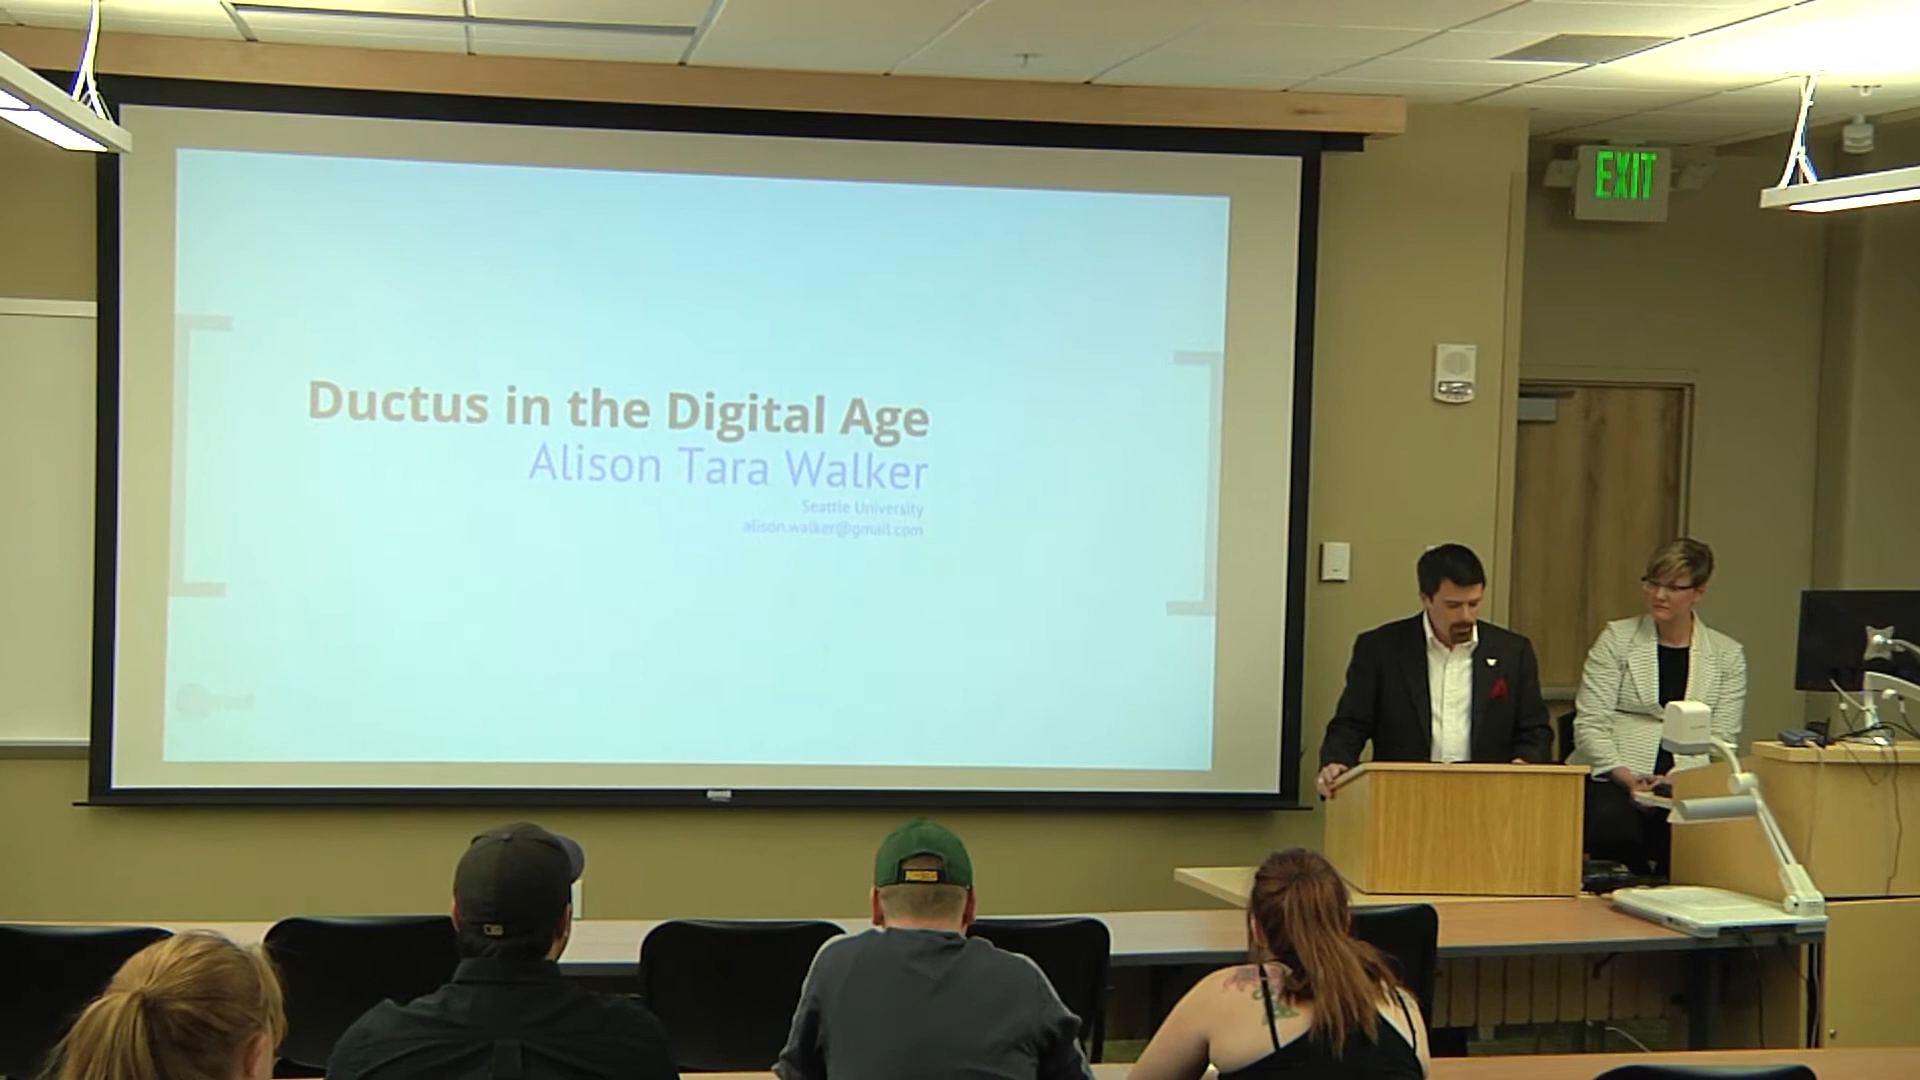 Ductus in the Digital Age
Alison Tara Walker
Seattle University
alison.walker@gmail.com
EXIT